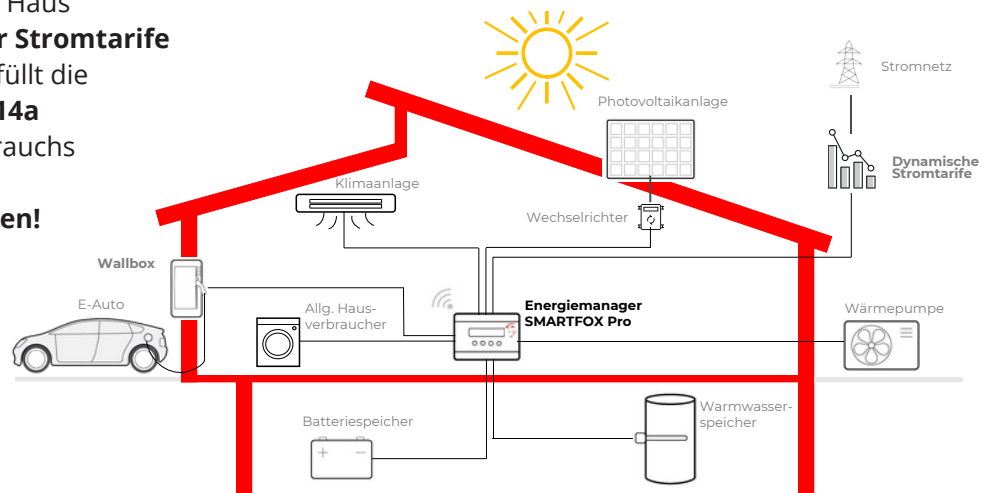 Haus
r Stromtarife
füllt die
14a
rauchs
en!
Stromnetz
Photovoltaikanlage
Dynamische
Stromtarife
Klimaanlage
Wechselrichter
Wallbox
E-Auto
Allg. Haus-
verbraucher
Energiemanager
SMARTFOX Pro
Wärmepumpe
Batteriespeicher
Warmwasser-
speicher